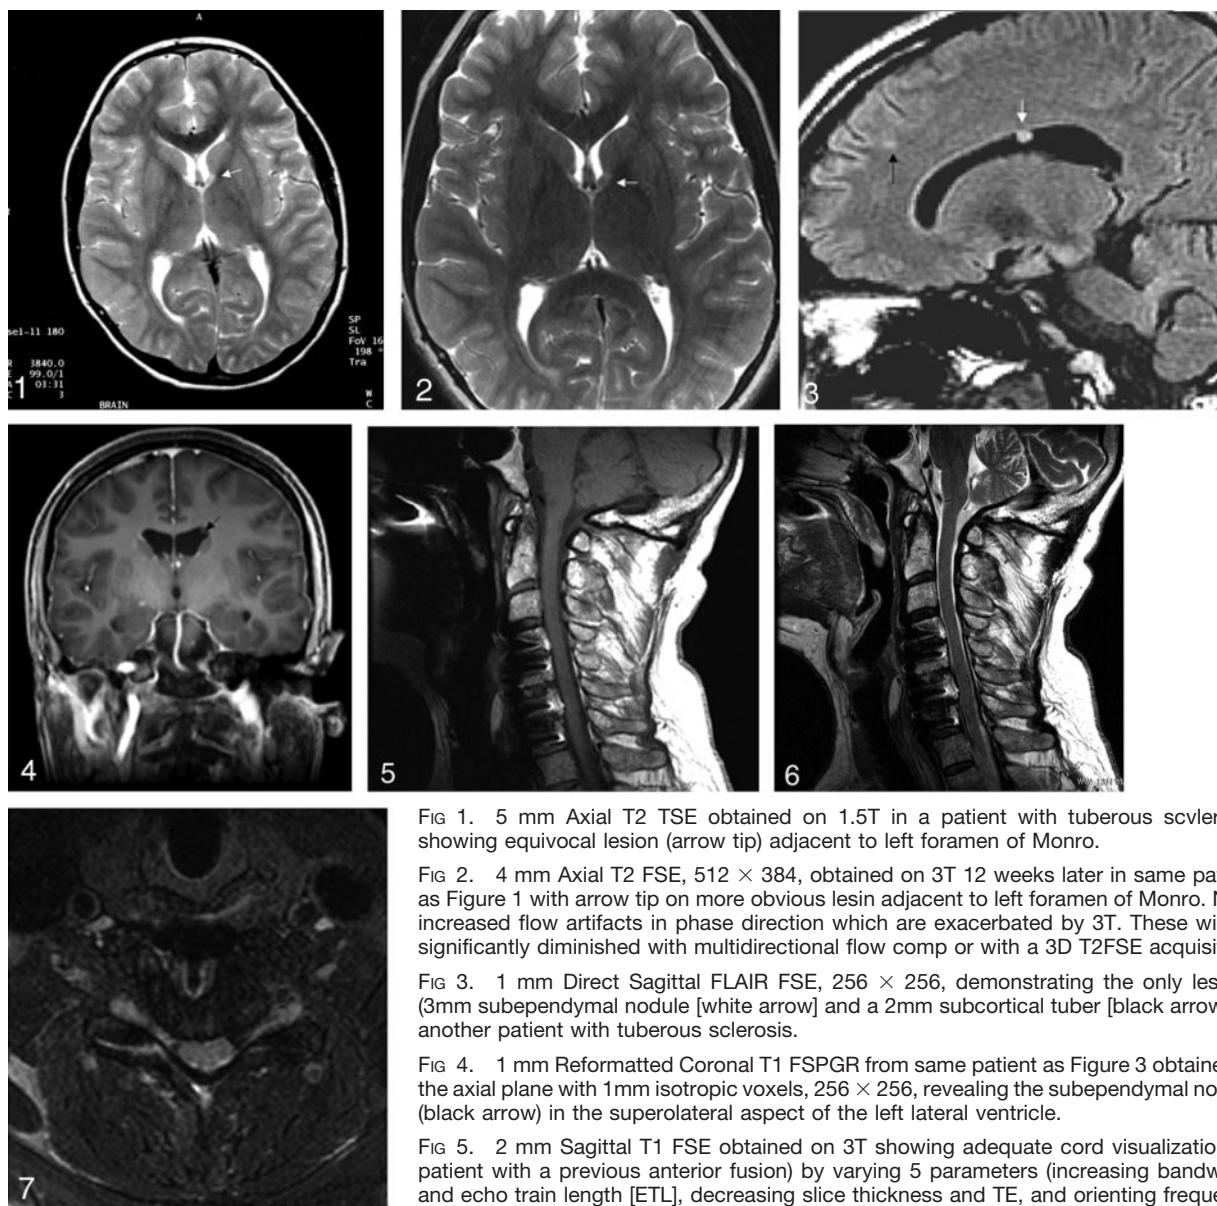 A
sel-11 180
SP
SL
FoV 16
198 °
Tra
R 3840.0
E 99.0/1
A 03:31
C 3
W
C
BRAIN
1
2
3
4
5
6
7
FIG 1. 5 mm Axial T2 TSE obtained on 1.5T in a patient with tuberous scvler
showing equivocal lesion (arrow tip) adjacent to left foramen of Monro.
FIG 2. 4 mm Axial T2 FSE, 512 × 384, obtained on 3T 12 weeks later in same pat
as Figure 1 with arrow tip on more obvious lesin adjacent to left foramen of Monro. N
increased flow artifacts in phase direction which are exacerbated by 3T. These wi
significantly diminished with multidirectional flow comp or with a 3D T2FSE acquisi
FIG 3. 1 mm Direct Sagittal FLAIR FSE, 256 × 256, demonstrating the only les
(3mm subependymal nodule [white arrow] and a 2mm subcortical tuber [black arrow
another patient with tuberous sclerosis.
FIG 4. 1 mm Reformatted Coronal T1 FSPGR from same patient as Figure 3 obtaine
the axial plane with 1mm isotropic voxels, 256 × 256, revealing the subependymal no
(black arrow) in the superolateral aspect of the left lateral ventricle.
FIG 5. 2 mm Sagittal T1 FSE obtained on 3T showing adequate cord visualization
patient with a previous anterior fusion) by varying 5 parameters (increasing bandw
and echo train length [ETL], decreasing slice thickness and TE, and orienting freque